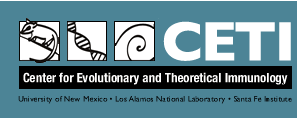 CETI
Center for Evolutionary and Theoretical Immunology
University of New Mexico • Los Alamos National Laboratory • Santa Fe Institute